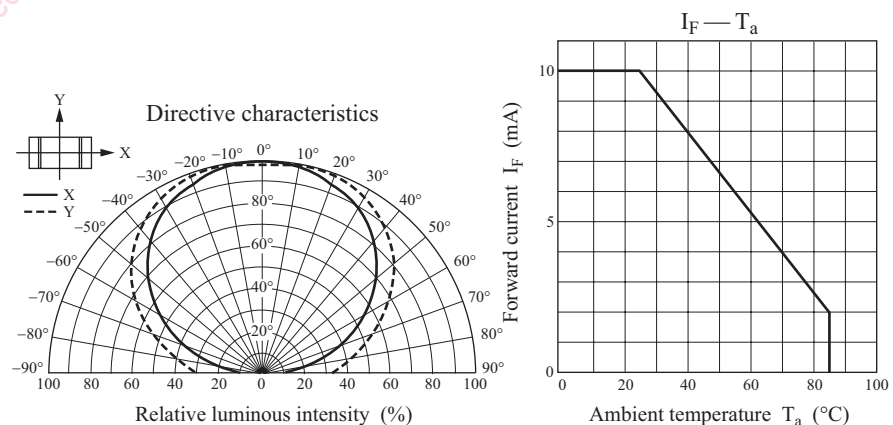 Directive characteristics
Y
X
X
Y
0°
–10° 10°
–20° 20°
–30° 30°
–40° 40°
–50° 50°
–60° 60°
–70° 70°
–80° 80°
–90° 90°
80°
60°
40°
20°
100 80 60 40 20 0 20 40 60 80 100
Relative luminous intensity (%)
I_F — T_a
Forward current I_F (mA)
10
5
0
0 20 40 60 80 100
Ambient temperature T_a (°C)